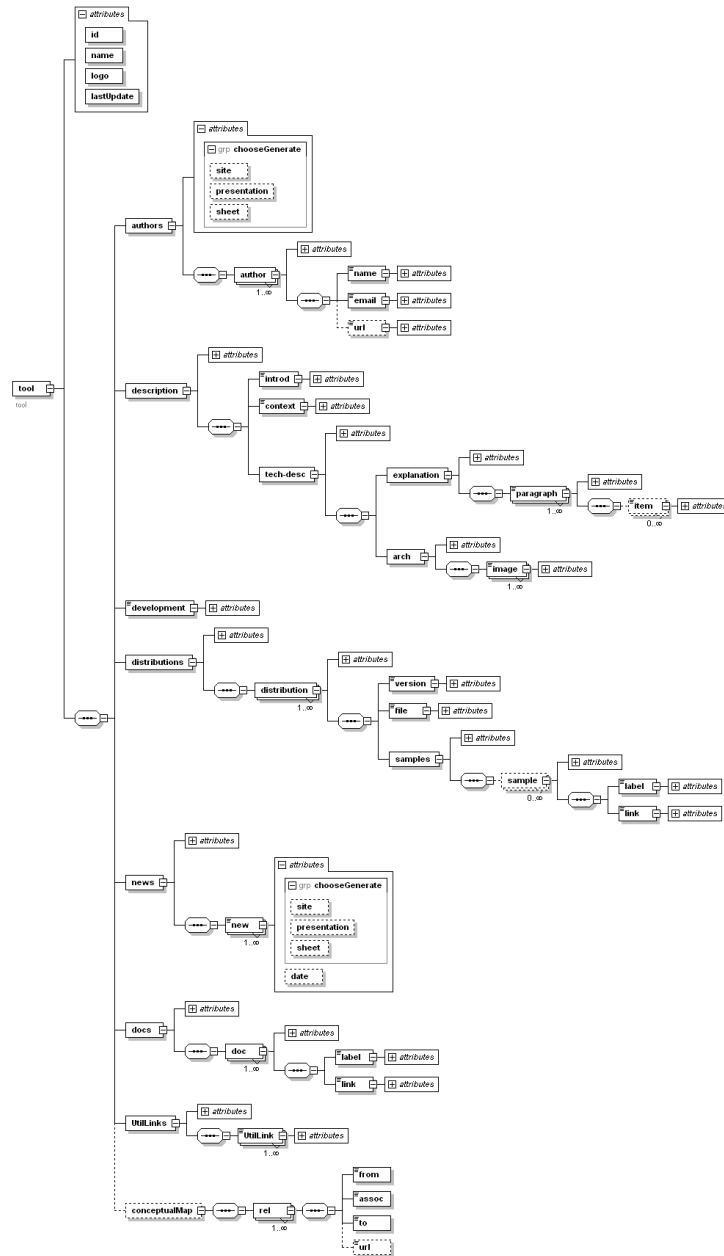 attributes
id
name
logo
lastUpdate
attributes
grp chooseGenerate
site
presentation
sheet
authors
attributes
author
1..∞
name
attributes
email
attributes
url
attributes
tool
tool
description
attributes
introd
attributes
context
attributes
tech-desc
attributes
explanation
attributes
paragraph
1..∞
attributes
item
0..∞
attributes
arch
attributes
image
1..∞
attributes
development
attributes
distributions
attributes
distribution
1..∞
attributes
version
attributes
file
attributes
samples
attributes
sample
0..∞
attributes
label
attributes
link
attributes
news
attributes
new
1..∞
attributes
grp chooseGenerate
site
presentation
sheet
date
docs
attributes
doc
1..∞
attributes
label
attributes
link
attributes
UtilLinks
attributes
UtilLink
1..∞
attributes
conceptualMap
rel
1..∞
from
assoc
to
url